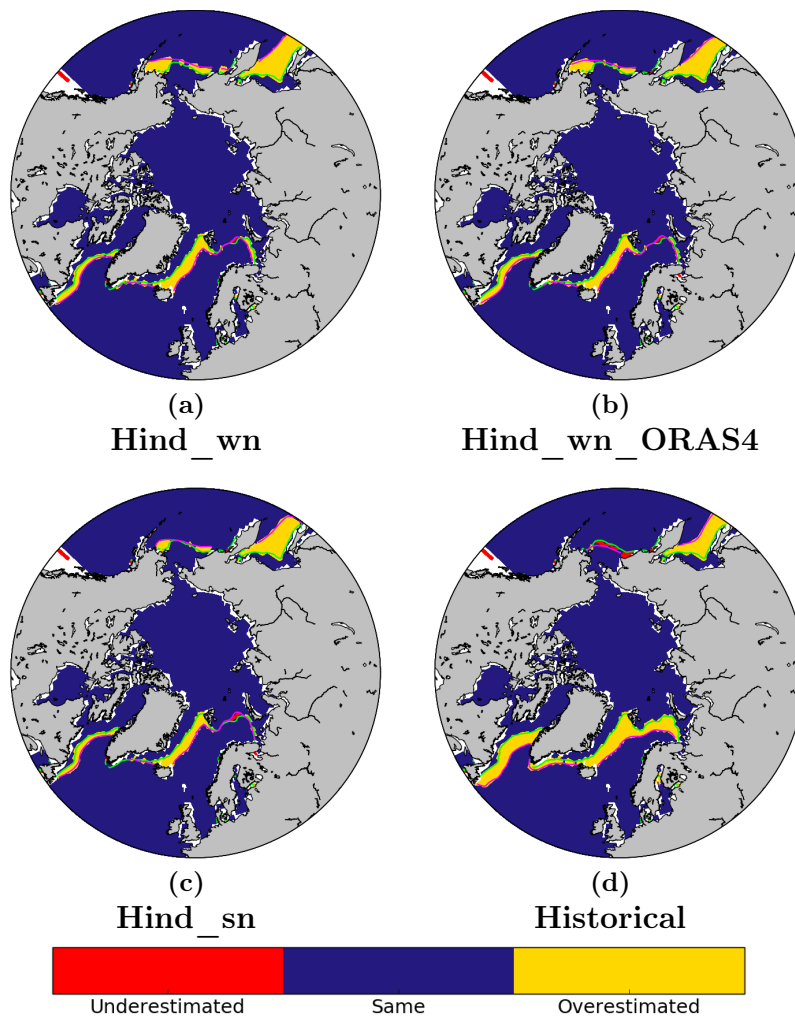 (a)
(b)
Hind_wn
Hind_wn_ORAS4
(c)
(d)
Hind_sn
Historical
Underestimated
Same
Overestimated